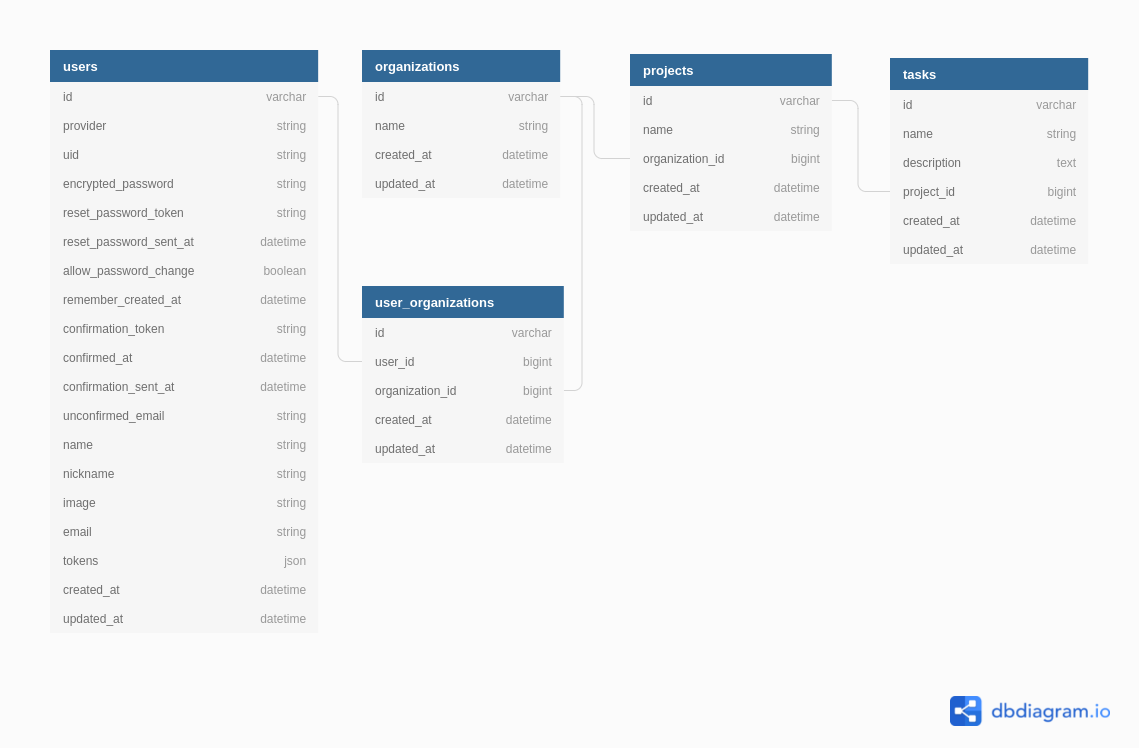 users
id varchar
provider string
uid string
encrypted_password string
reset_password_token string
reset_password_sent_at datetime
allow_password_change boolean
remember_created_at datetime
confirmation_token string
confirmed_at datetime
confirmation_sent_at datetime
unconfirmed_email string
name string
nickname string
image string
email string
tokens json
created_at datetime
updated_at datetime
organizations
id varchar
name string
created_at datetime
updated_at datetime
user_organizations
id varchar
user_id bigint
organization_id bigint
created_at datetime
updated_at datetime
projects
id varchar
name string
organization_id bigint
created_at datetime
updated_at datetime
tasks
id varchar
name string
description text
project_id bigint
created_at datetime
updated_at datetime
dbdiagram.io